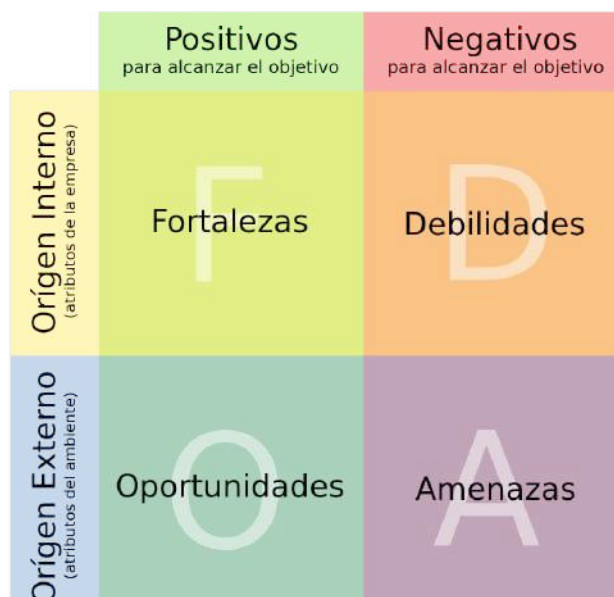 Positivos
para alcanzar el objetivo
Negativos
para alcanzar el objetivo
Orígen Interno
(atributos de la empresa)
F
Fortalezas
D
Debilidades
Orígen Externo
(atributos del ambiente)
O
Oportunidades
A
Amenazas